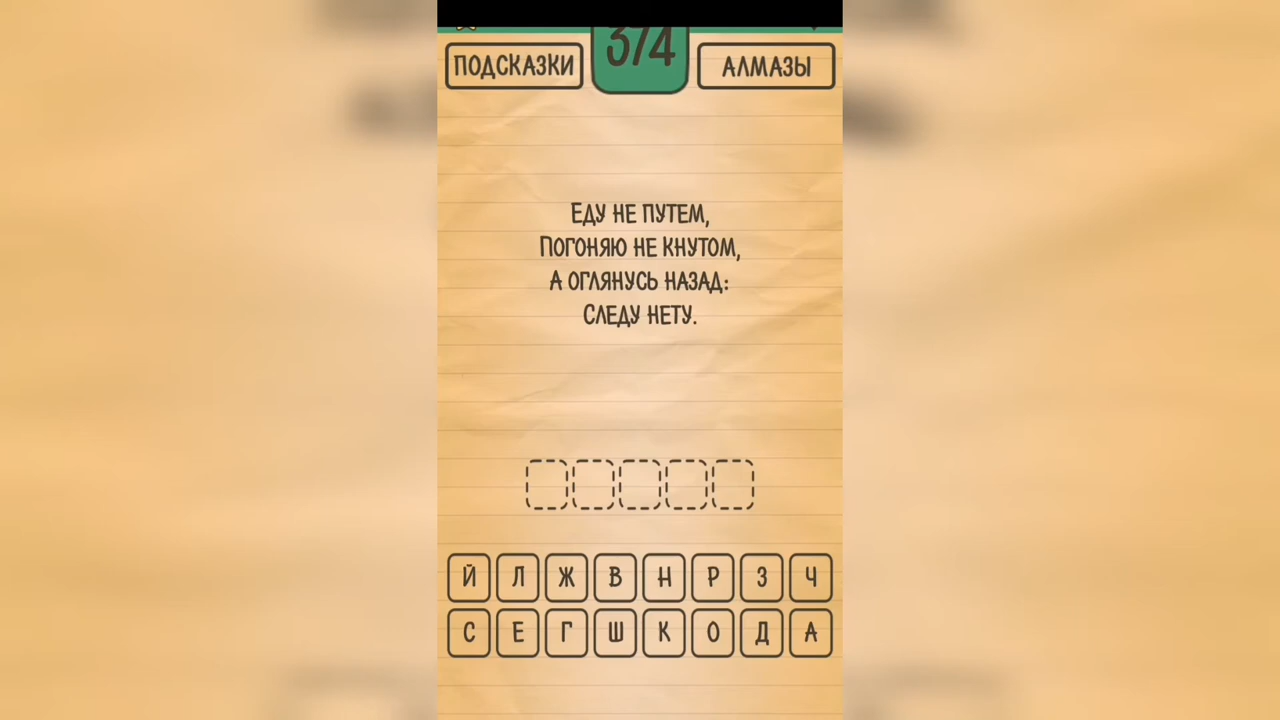 ПОДСКАЗКИ
374
АЛМАЗЫ
ЕДУ НЕ ПУТЕМ,
ПОГОНЯЮ НЕ КНУТОМ,
А ОГЛЯНУСЬ НАЗАД:
СЛЕДУ НЕТУ.
Й Л Ж В Н Р З Ч
С Е Г Ш К О Д А